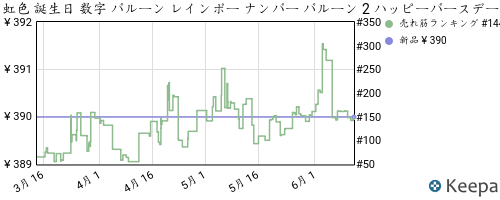 虹色 誕生日 数字 バルーン レインボー ナンバー バルーン 2 ハッピーバースデー
¥ 392
¥ 390
¥ 389
#350
#300
#250
#200
#150
#100
#50
売れ筋ランキング #14
新品 ¥ 390
3月 16
4月 1
4月 16
5月 1
5月 16
6月 1
Keepa